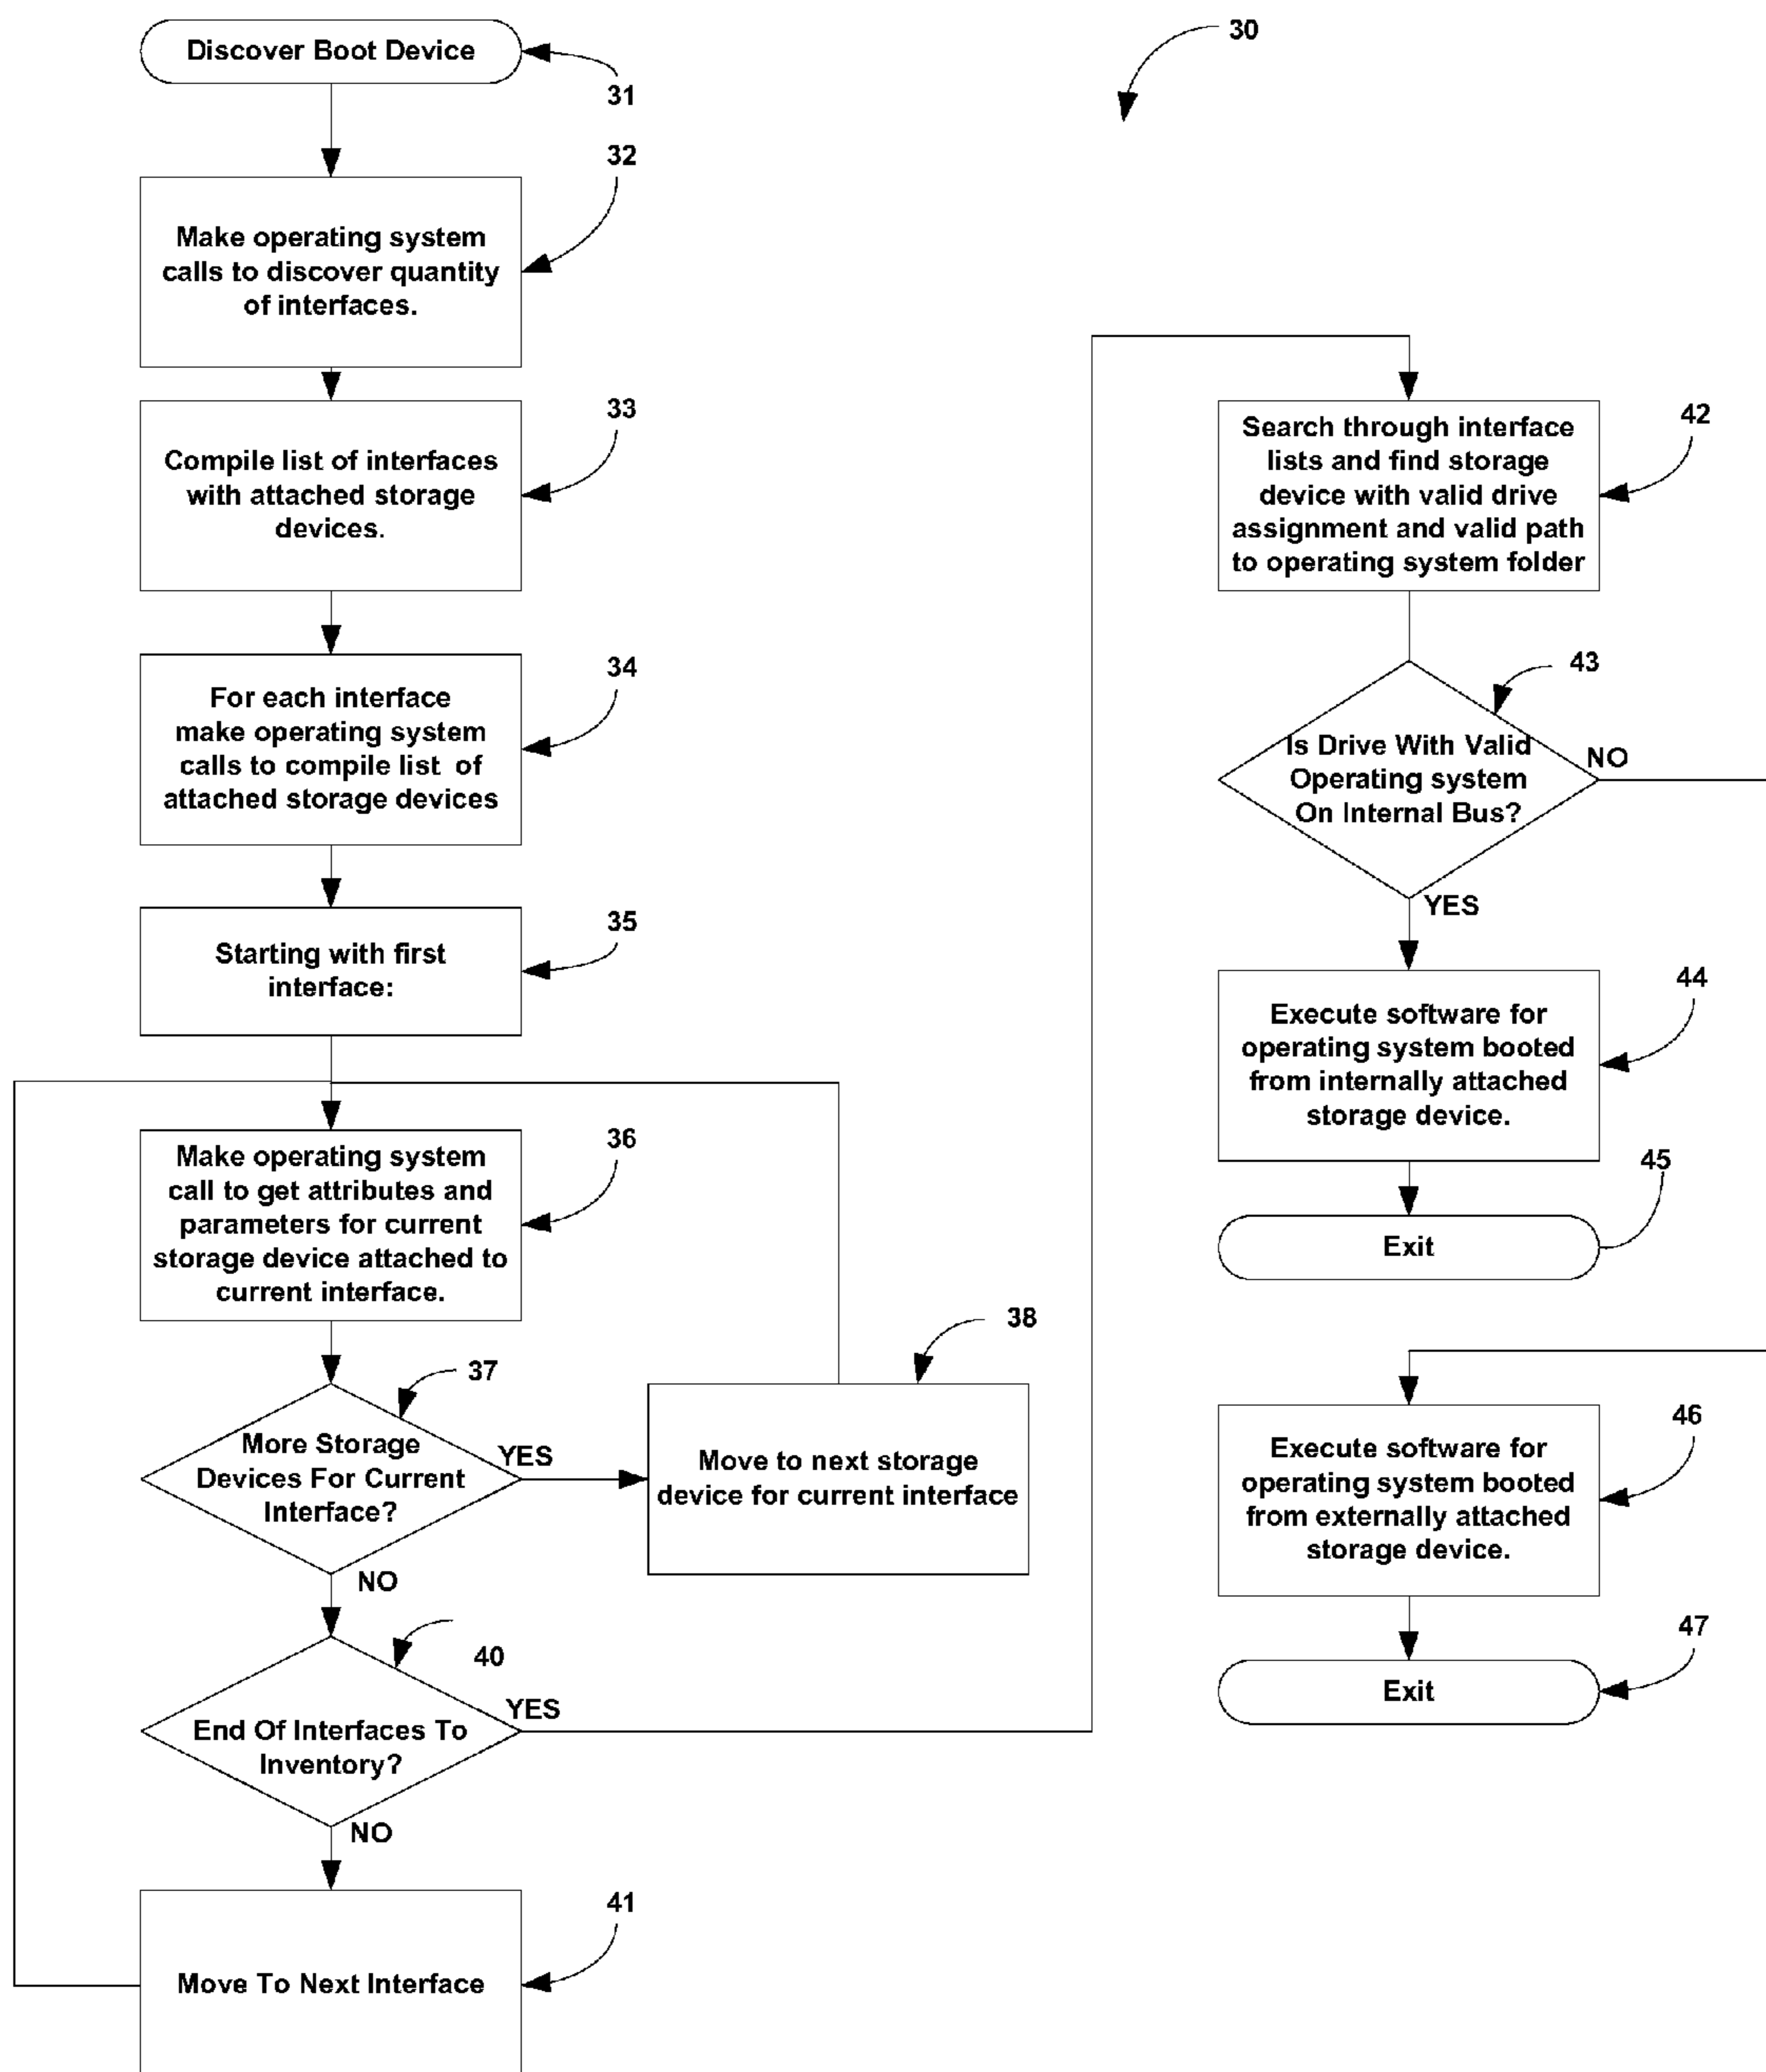 30
Discover Boot Device
31
32
Make operating system
calls to discover quantity
of interfaces.
33
Compile list of interfaces
with attached storage
devices.
34
For each interface
make operating system
calls to compile list of
attached storage devices
35
Starting with first
interface:
36
Make operating system
call to get attributes and
parameters for current
storage device attached to
current interface.
37
More Storage
Devices For Current
Interface?
YES
NO
38
Move to next storage
device for current interface
40
End Of Interfaces To
Inventory?
YES
NO
41
Move To Next Interface
42
Search through interface
lists and find storage
device with valid drive
assignment and valid path
to operating system folder
43
Is Drive With Valid
Operating system
On Internal Bus?
NO
YES
44
Execute software for
operating system booted
from internally attached
storage device.
45
Exit
46
Execute software for
operating system booted
from externally attached
storage device.
47
Exit